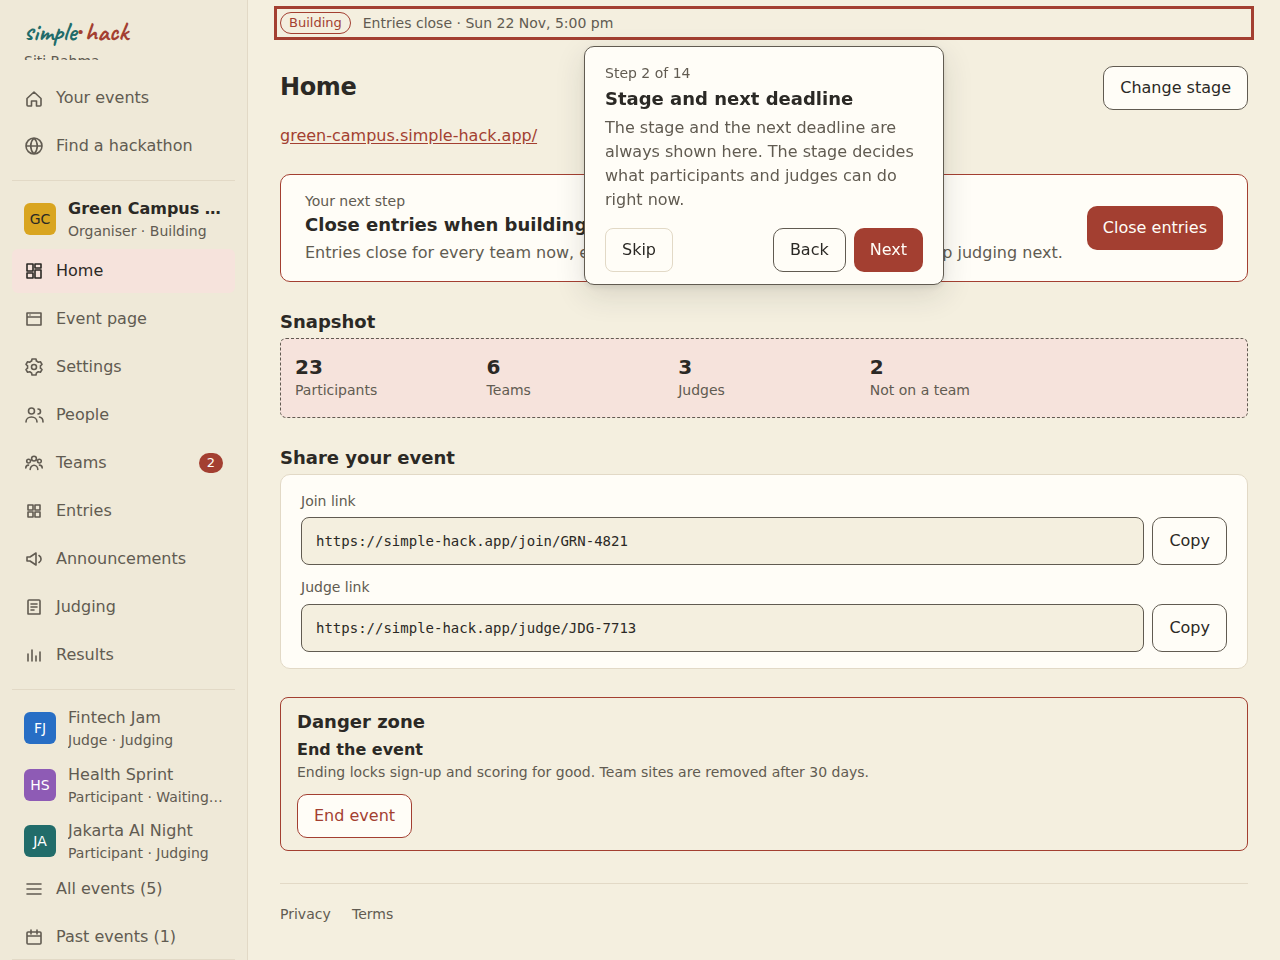 simple·hack
Your events
Find a hackathon
GC
Green Campus ...
Organiser · Building
Home
Event page
Settings
People
Teams
2
Entries
Announcements
Judging
Results
FJ
Fintech Jam
Judge · Judging
HS
Health Sprint
Participant · Waiting...
JA
Jakarta AI Night
Participant · Judging
All events (5)
Past events (1)
Building
Entries close · Sun 22 Nov, 5:00 pm
Home
Change stage
green-campus.simple-hack.app/
Step 2 of 14
Stage and next deadline
The stage and the next deadline are
always shown here. The stage decides
what participants and judges can do
right now.
Skip
Back
Next
Your next step
Close entries when building
Entries close for every team now,
judging next.
Close entries
Snapshot
23
Participants
6
Teams
3
Judges
2
Not on a team
Share your event
Join link
https://simple-hack.app/join/GRN-4821
Copy
Judge link
https://simple-hack.app/judge/JDG-7713
Copy
Danger zone
End the event
Ending locks sign-up and scoring for good. Team sites are removed after 30 days.
End event
Privacy
Terms